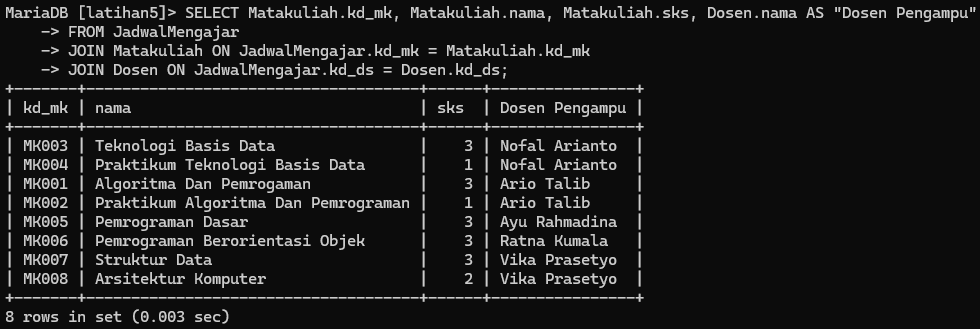 MariaDB [latihan5]> SELECT Matakuliah.kd_mk, Matakuliah.nama, Matakuliah.sks, Dosen.nama AS "Dosen Pengampu"
    -> FROM JadwalMengajar
    -> JOIN Matakuliah ON JadwalMengajar.kd_mk = Matakuliah.kd_mk
    -> JOIN Dosen ON JadwalMengajar.kd_ds = Dosen.kd_ds;
+-------+-------------------------------------+------+----------------+
| kd_mk | nama                                | sks  | Dosen Pengampu |
+-------+-------------------------------------+------+----------------+
| MK003 | Teknologi Basis Data                |    3 | Nofal Arianto  |
| MK004 | Praktikum Teknologi Basis Data      |    1 | Nofal Arianto  |
| MK001 | Algoritma Dan Pemrogaman            |    3 | Ario Talib     |
| MK002 | Praktikum Algoritma Dan Pemrograman |    1 | Ario Talib     |
| MK005 | Pemrograman Dasar                   |    3 | Ayu Rahmadina  |
| MK006 | Pemrograman Berorientasi Objek      |    3 | Ratna Kumala   |
| MK007 | Struktur Data                       |    3 | Vika Prasetyo  |
| MK008 | Arsitektur Komputer                 |    2 | Vika Prasetyo  |
+-------+-------------------------------------+------+----------------+
8 rows in set (0.003 sec)